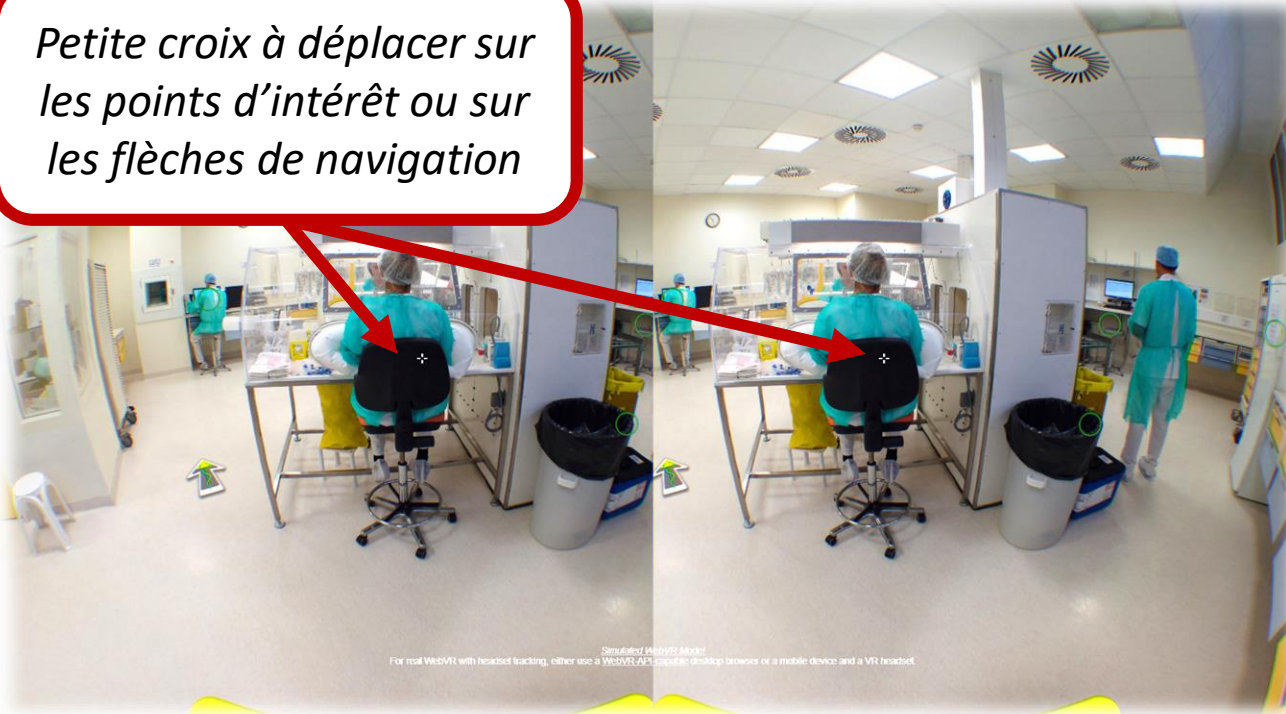 Petite croix à déplacer sur
les points d’intérêt ou sur
les flèches de navigation
Simulated WebVR Mode!
For real WebVR with headset tracking, either use a WebVR-API-capable desktop browser or a mobile device and a VR headset.